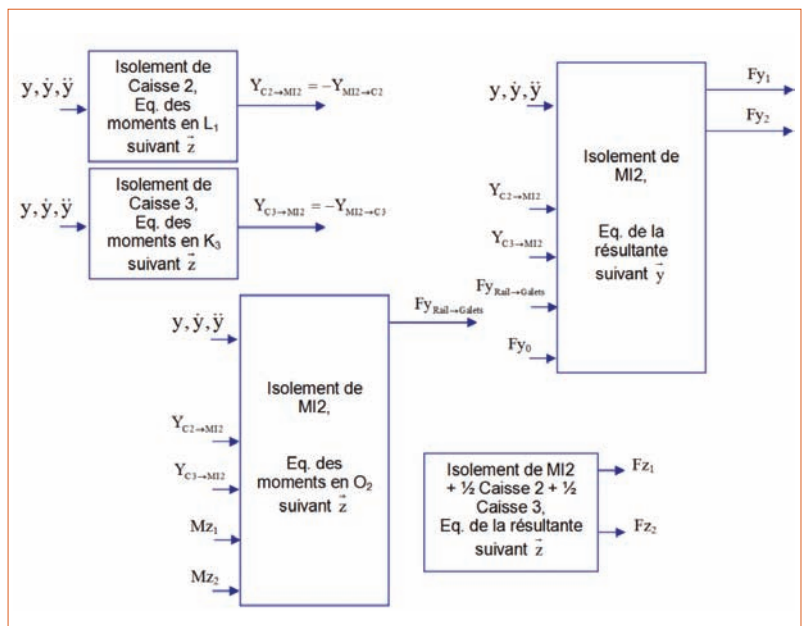 y, ẏ, ÿ
Isolement de
Caisse 2,
Eq. des
moments en L₁
suivant z⃗
Y_C2→MI2 = −Y_MI2→C2
y, ẏ, ÿ
Isolement de
Caisse 3,
Eq. des
moments en K₃
suivant z⃗
Y_C3→MI2 = −Y_MI2→C3
y, ẏ, ÿ
Y_C2→MI2
Y_C3→MI2
Fy_Rail→Galets
Fy₀
Isolement de
MI2,
Eq. de la
résultante
suivant y⃗
Fy₁
Fy₂
y, ẏ, ÿ
Y_C2→MI2
Y_C3→MI2
Mz₁
Mz₂
Isolement de
MI2,
Eq. des
moments en O₂
suivant z⃗
Fy_Rail→Galets
Isolement de MI2
+ ½ Caisse 2 + ½
Caisse 3,
Eq. de la résultante
suivant z⃗
Fz₁
Fz₂